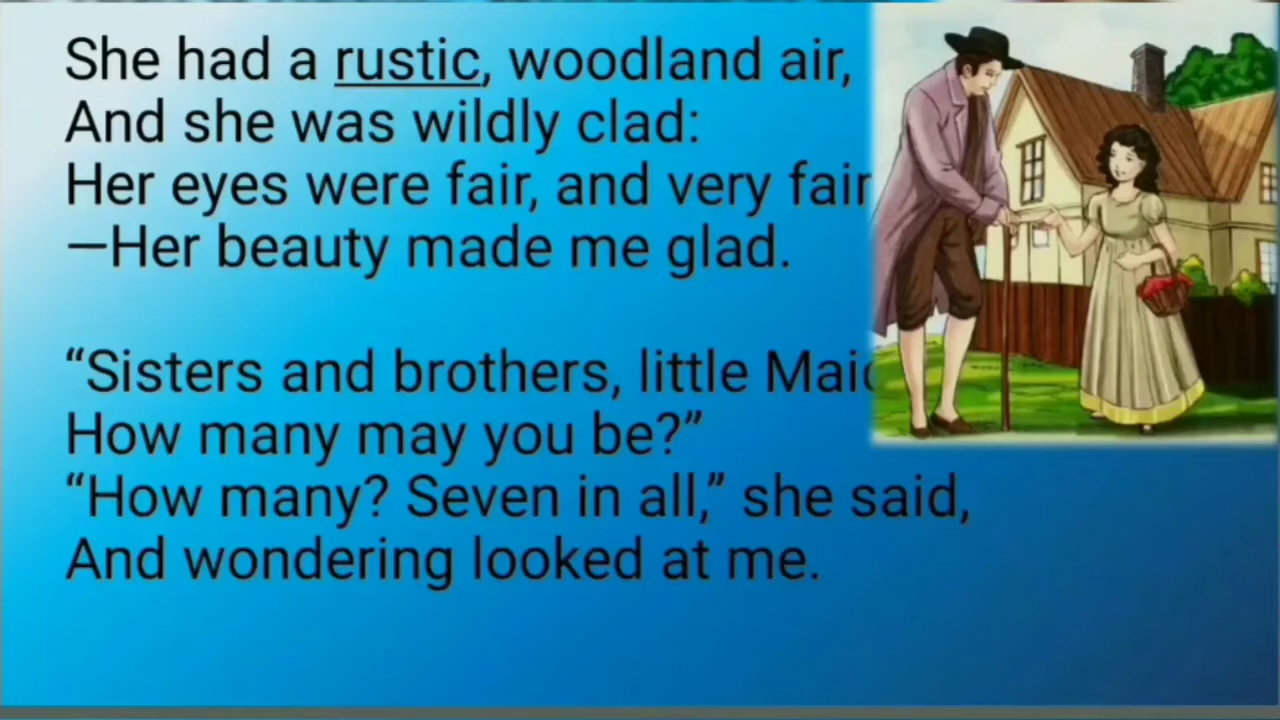 She had a rustic, woodland air,
And she was wildly clad:
Her eyes were fair, and very fair
—Her beauty made me glad.
“Sisters and brothers, little
How many may you be?”
“How many? Seven in all,” she said,
And wondering looked at me.